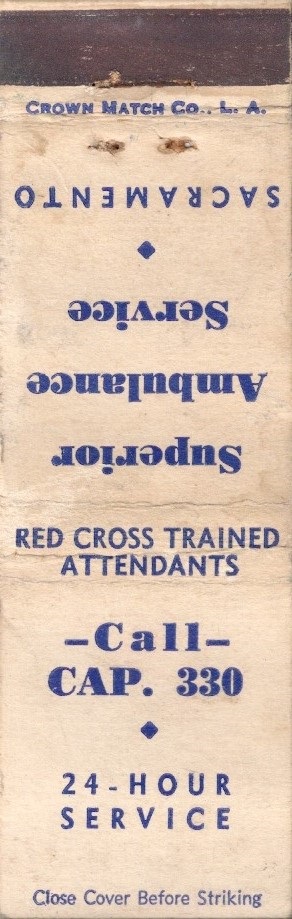 CROWN MATCH CO., L. A.
Superior
Ambulance
Service
◆
SACRAMENTO
RED CROSS TRAINED
ATTENDANTS
–Call–
CAP. 330
◆
24-HOUR
SERVICE
Close Cover Before Striking